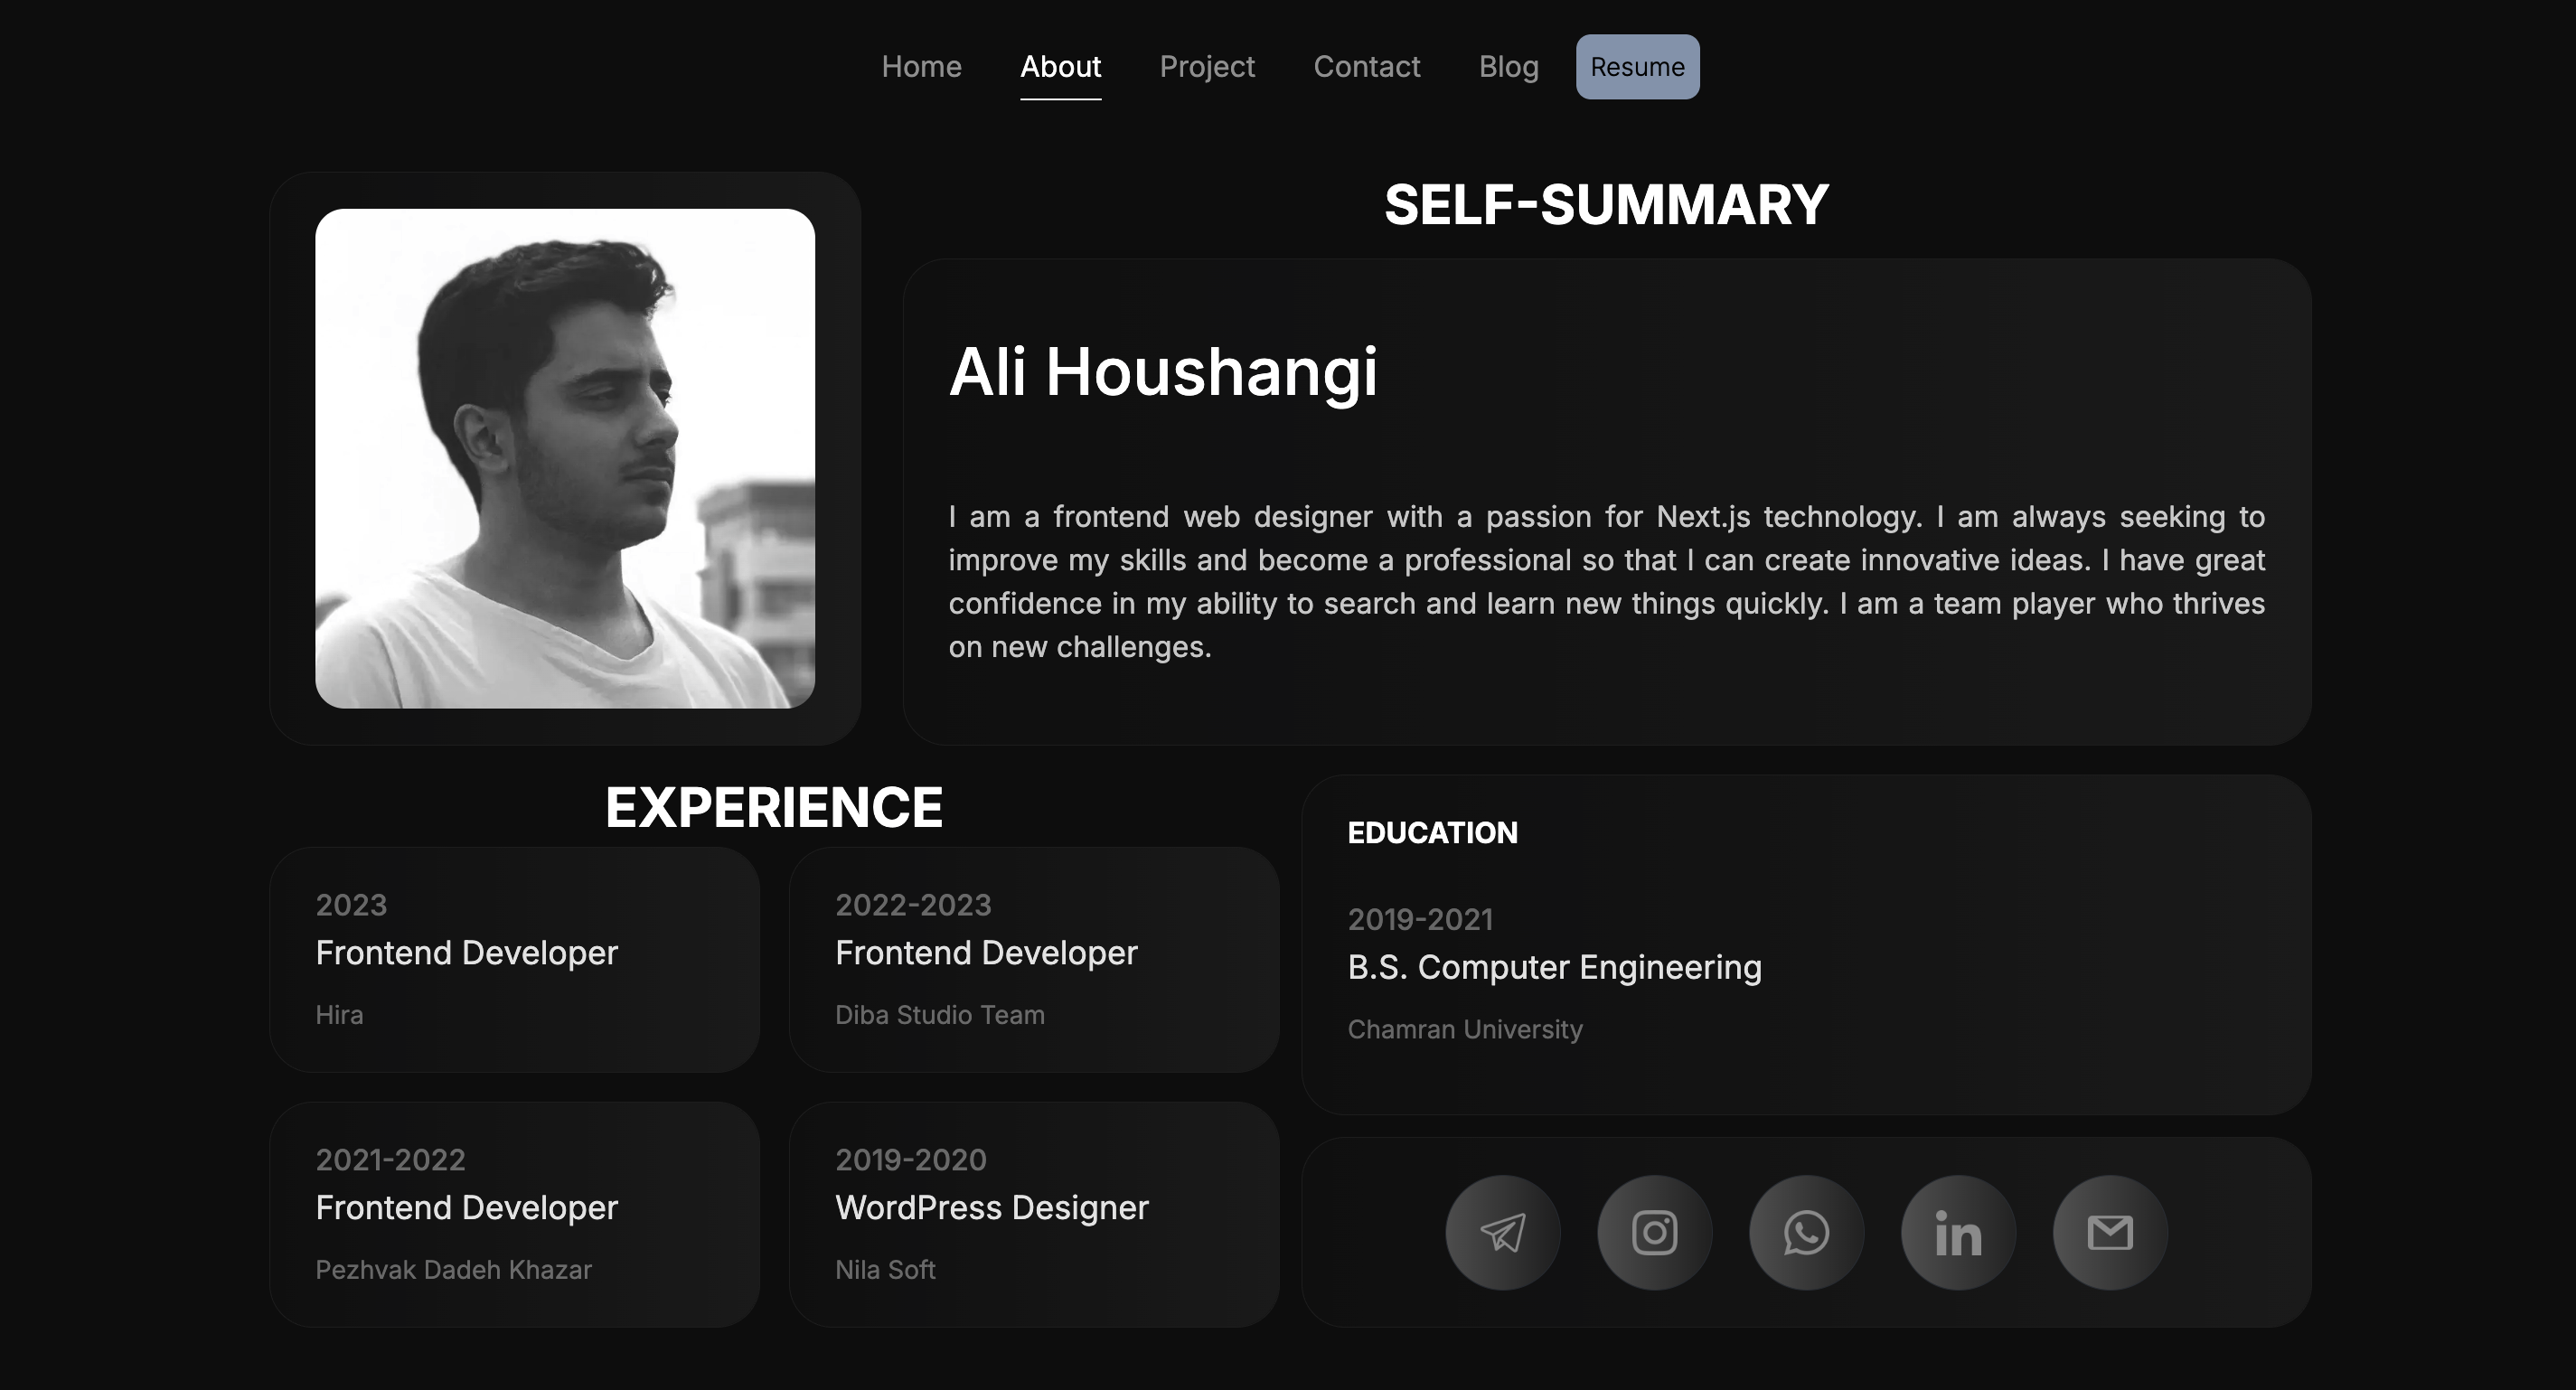 Home
About
Project
Contact
Blog
Resume
SELF-SUMMARY
Ali Houshangi
I am a frontend web designer with a passion for Next.js technology. I am always seeking to
improve my skills and become a professional so that I can create innovative ideas. I have great
confidence in my ability to search and learn new things quickly. I am a team player who thrives
on new challenges.
EXPERIENCE
2023
Frontend Developer
Hira
2022-2023
Frontend Developer
Diba Studio Team
2021-2022
Frontend Developer
Pezhvak Dadeh Khazar
2019-2020
WordPress Designer
Nila Soft
EDUCATION
2019-2021
B.S. Computer Engineering
Chamran University
in